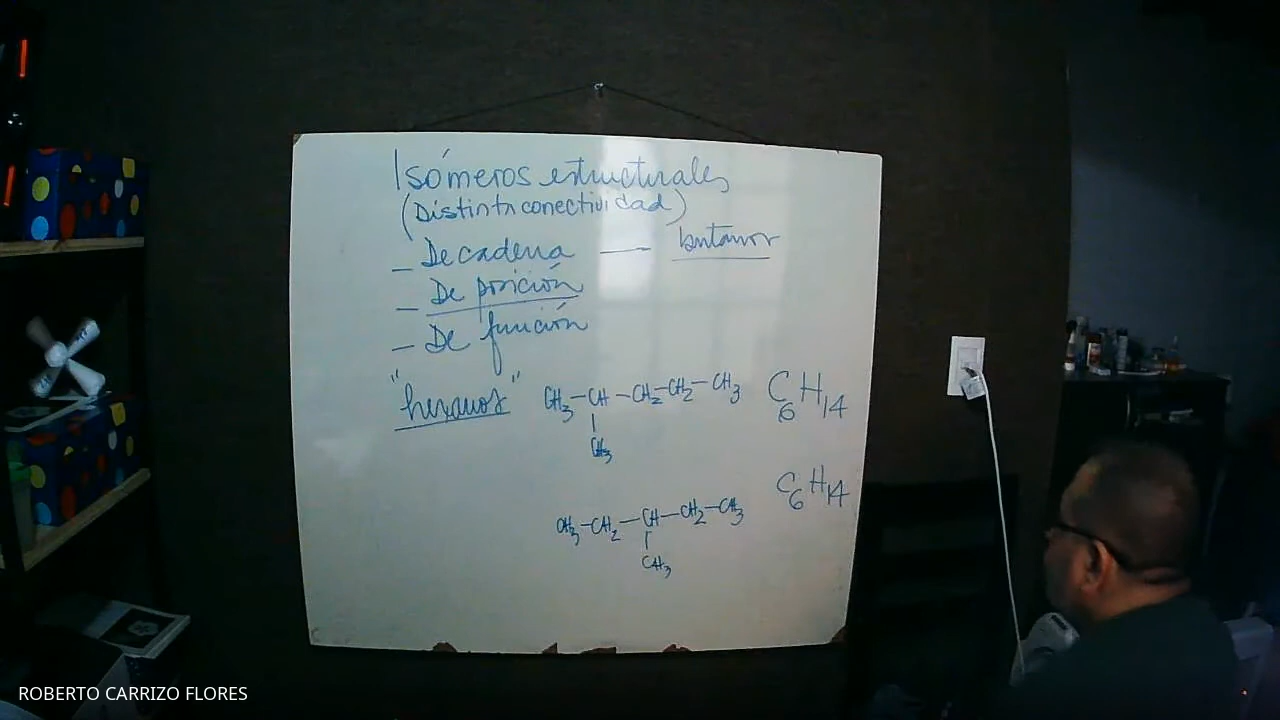 Isómeros estructurales
(Distinta conectividad)
– De cadena — butanos
– De posición
– De función
"hexanos" CH3–CH–CH2–CH2–CH3 C6H14
|
CH3
C6H14
CH3–CH2–CH–CH2–CH3
|
CH3
ROBERTO CARRIZO FLORES